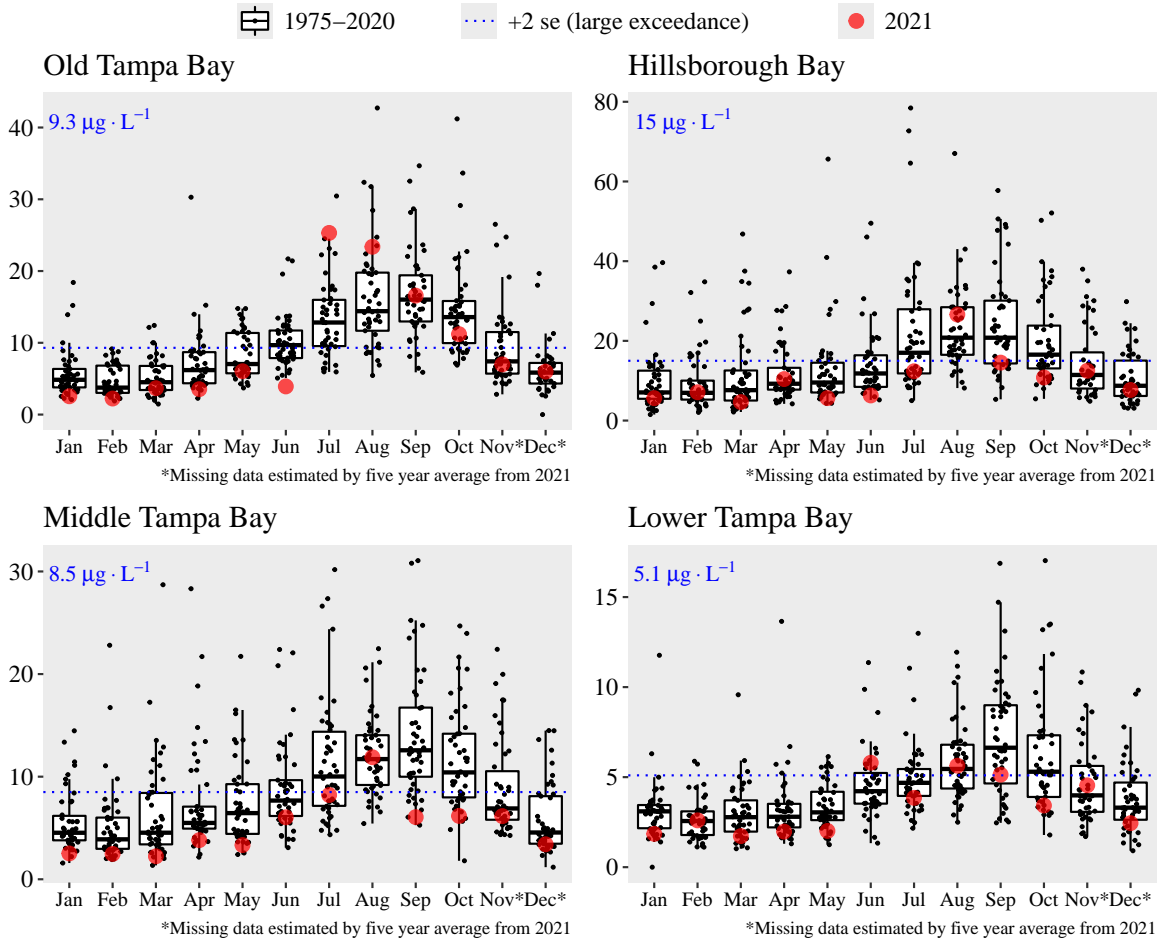 1975−2020 +2 se (large exceedance) 2021
Old Tampa Bay
9.3 μg · L⁻¹
40
30
20
10
0
Jan Feb Mar Apr May Jun Jul Aug Sep Oct Nov* Dec*
*Missing data estimated by five year average from 2021
Hillsborough Bay
15 μg · L⁻¹
80
60
40
20
0
Jan Feb Mar Apr May Jun Jul Aug Sep Oct Nov* Dec*
*Missing data estimated by five year average from 2021
Middle Tampa Bay
8.5 μg · L⁻¹
30
20
10
0
Jan Feb Mar Apr May Jun Jul Aug Sep Oct Nov* Dec*
*Missing data estimated by five year average from 2021
Lower Tampa Bay
5.1 μg · L⁻¹
15
10
5
0
Jan Feb Mar Apr May Jun Jul Aug Sep Oct Nov* Dec*
*Missing data estimated by five year average from 2021